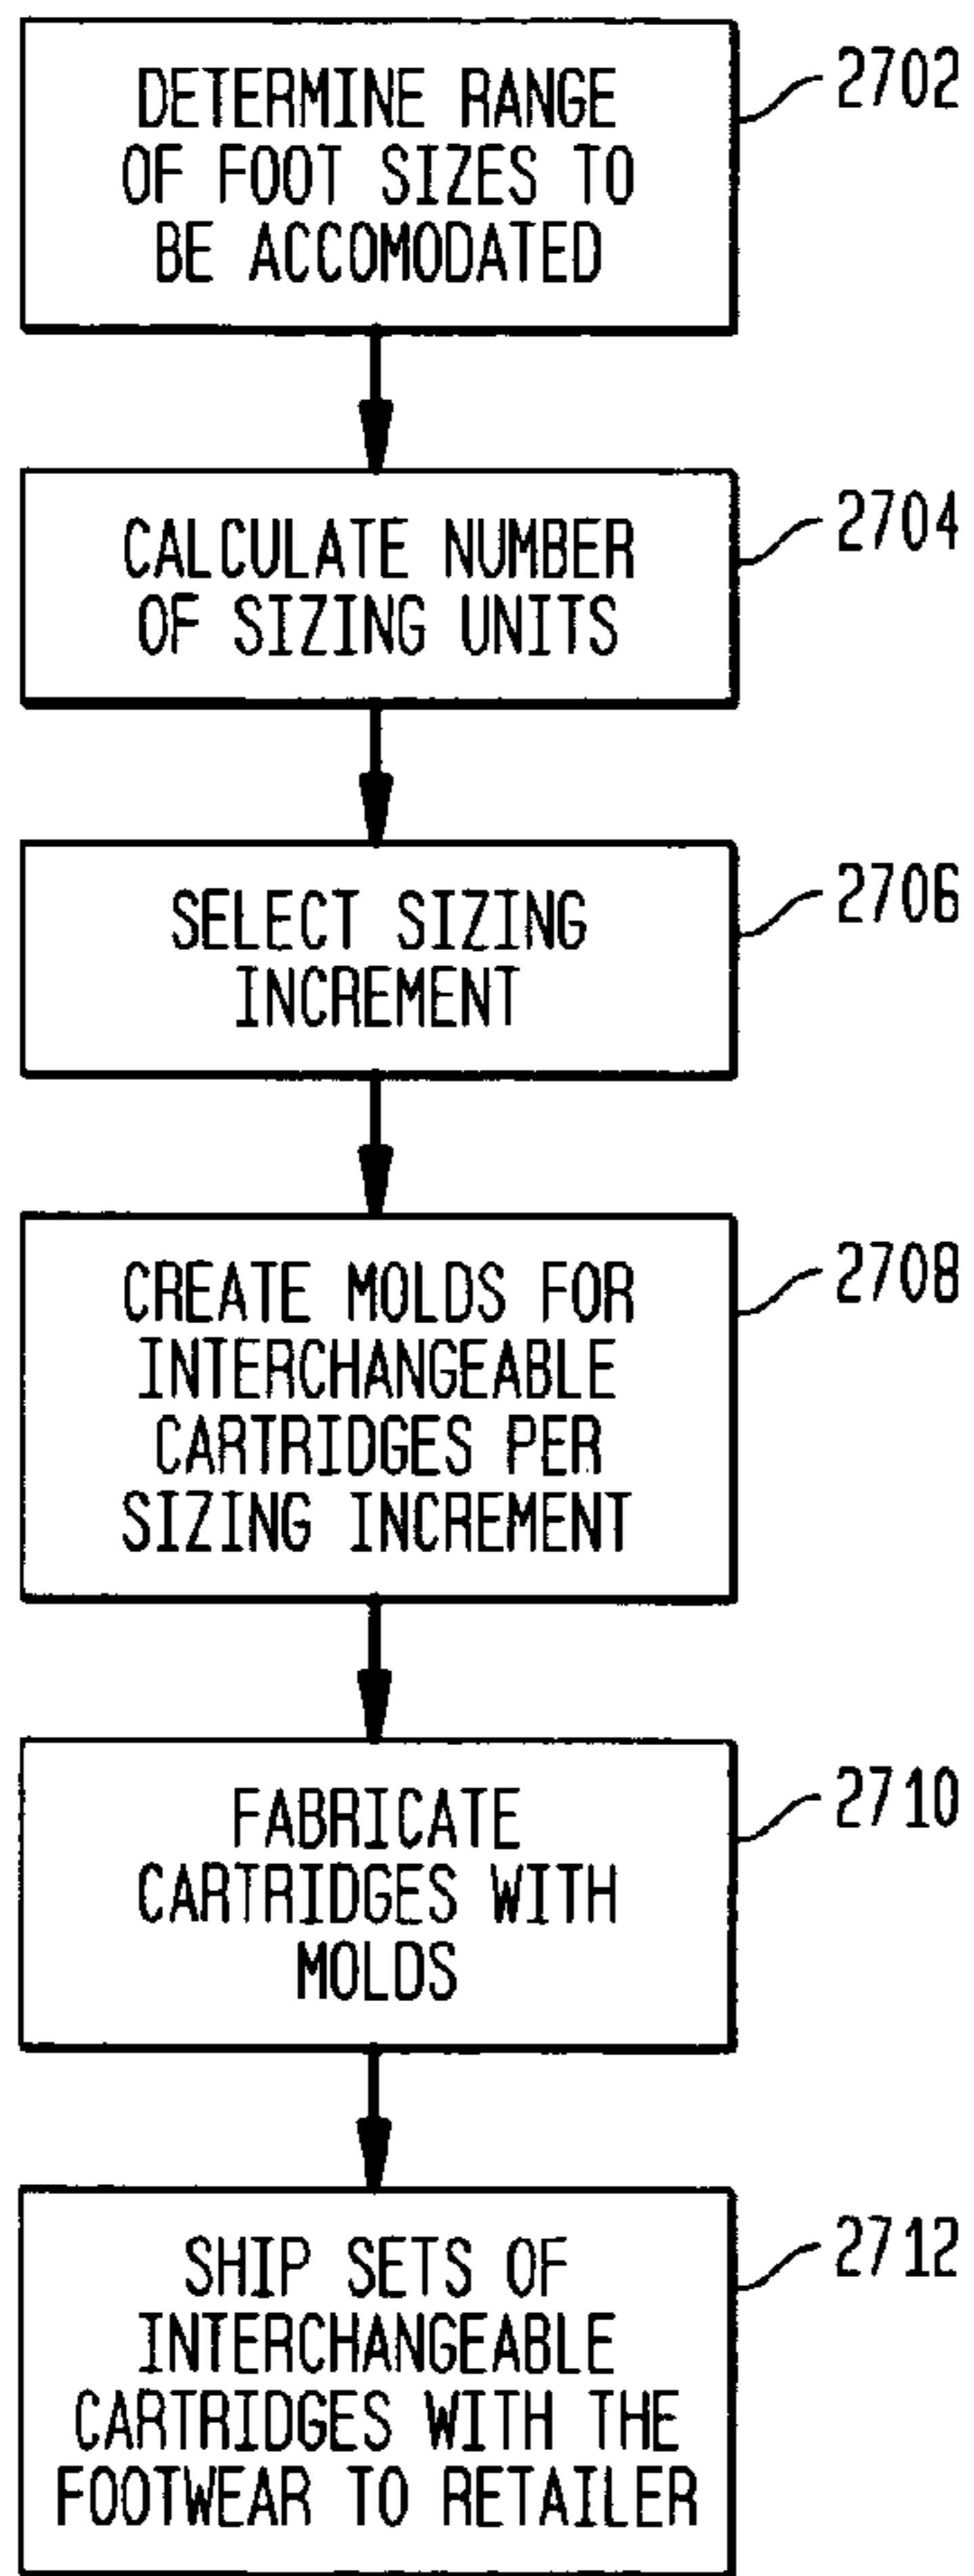 DETERMINE RANGE
OF FOOT SIZES TO
BE ACCOMODATED
2702
CALCULATE NUMBER
OF SIZING UNITS
2704
SELECT SIZING
INCREMENT
2706
CREATE MOLDS FOR
INTERCHANGEABLE
CARTRIDGES PER
SIZING INCREMENT
2708
FABRICATE
CARTRIDGES WITH
MOLDS
2710
SHIP SETS OF
INTERCHANGEABLE
CARTRIDGES WITH THE
FOOTWEAR TO RETAILER
2712